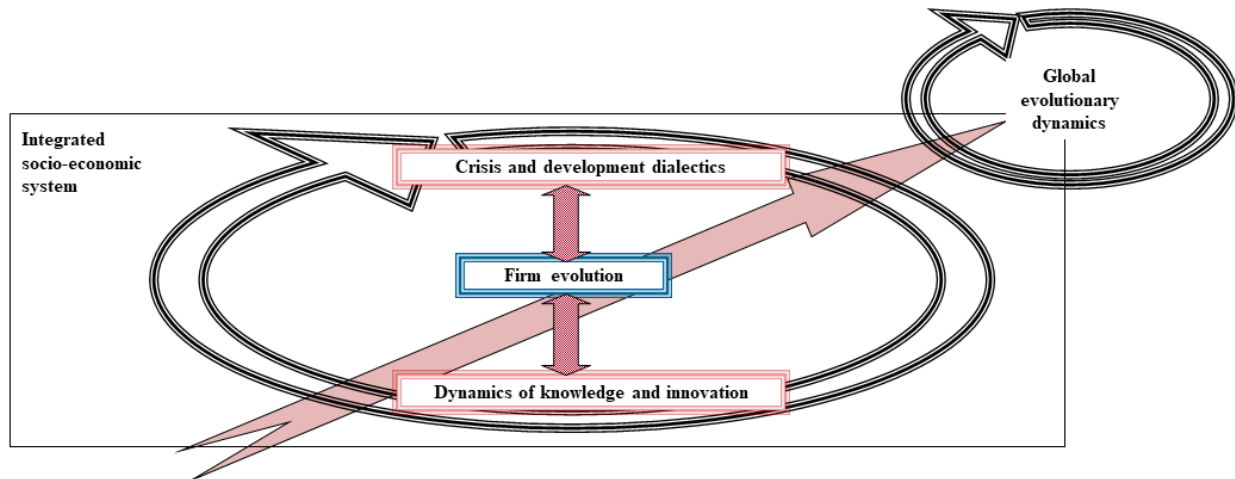 Global
evolutionary
dynamics
Integrated
socio-economic
system
Crisis and development dialectics
Firm evolution
Dynamics of knowledge and innovation